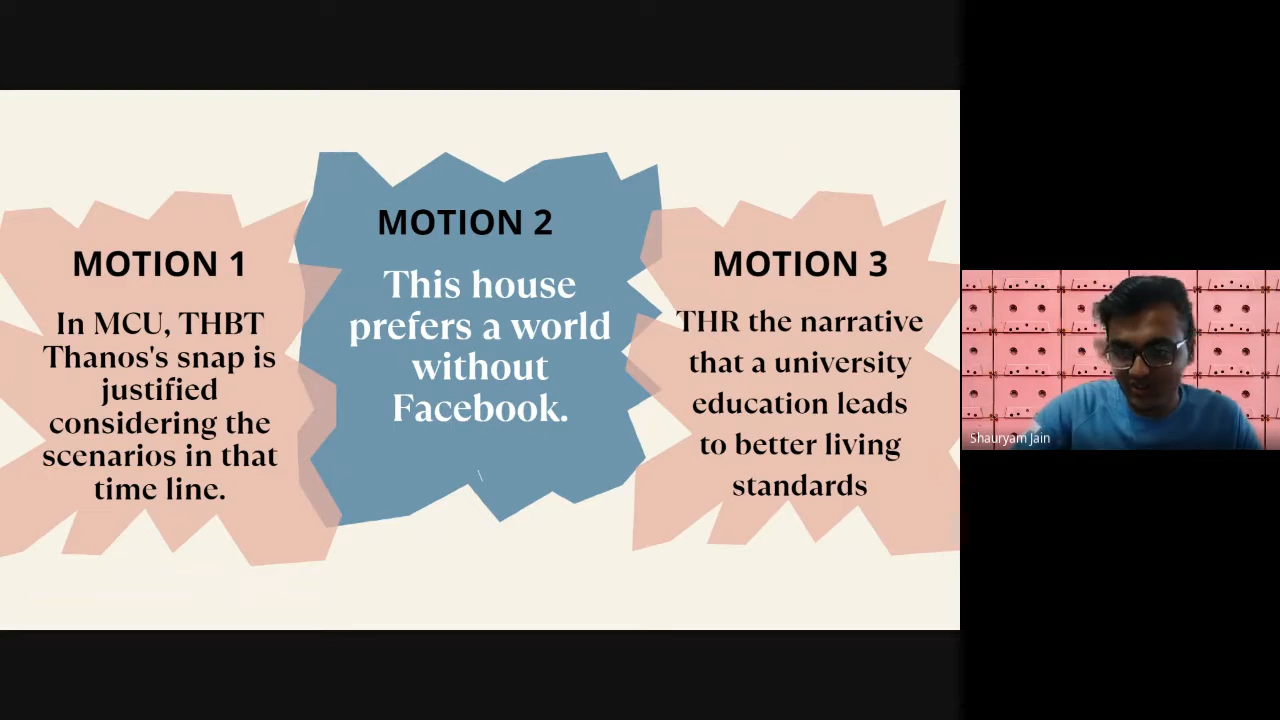 MOTION 1
In MCU, THBT
Thanos's snap is
justified
considering the
scenarios in that
time line.
MOTION 2
This house
prefers a world
without
Facebook.
\
MOTION 3
THR the narrative
that a university
education leads
to better living
standards
Shauryam Jain